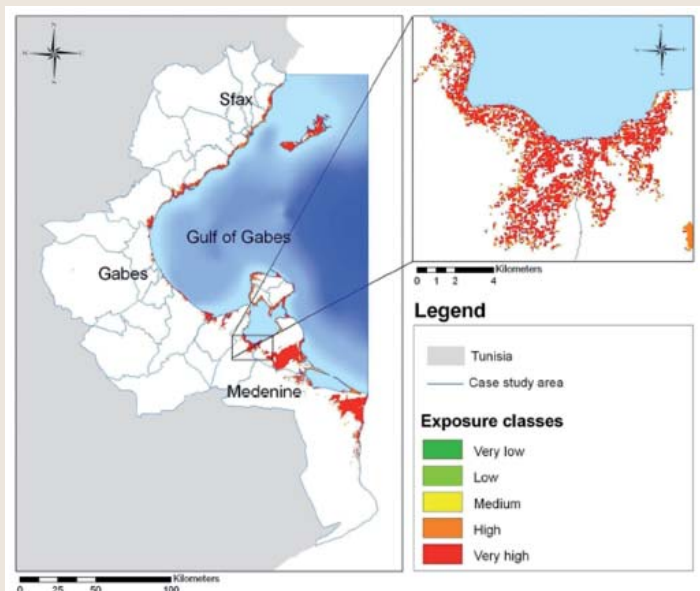 Sfax
Gulf of Gabes
Gabes
Medenine
Kilometers
0 25 50 100
Kilometers
0 1 2 4
Legend
Tunisia
Case study area
Exposure classes
Very low
Low
Medium
High
Very high